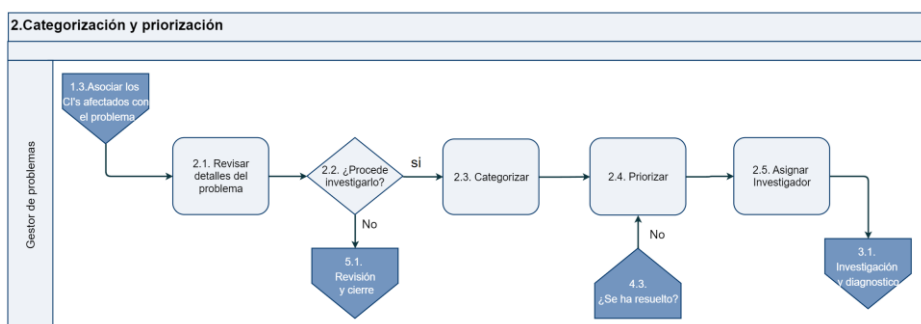 2.Categorización y priorización
Gestor de problemas
1.3.Asociar los
CI's afectados con
el problema
2.1. Revisar
detalles del
problema
2.2. ¿Procede
investigarlo?
si
No
5.1.
Revisión
y cierre
2.3. Categorizar
2.4. Priorizar
No
4.3.
¿Se ha resuelto?
2.5. Asignar
Investigador
3.1.
Investigación
y diagnostico